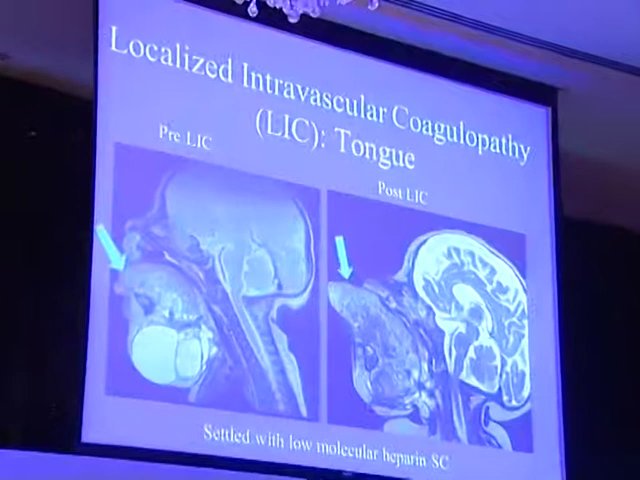 Localized Intravascular Coagulopathy
(LIC): Tongue
Pre LIC
Post LIC
Settled with low molecular heparin SC